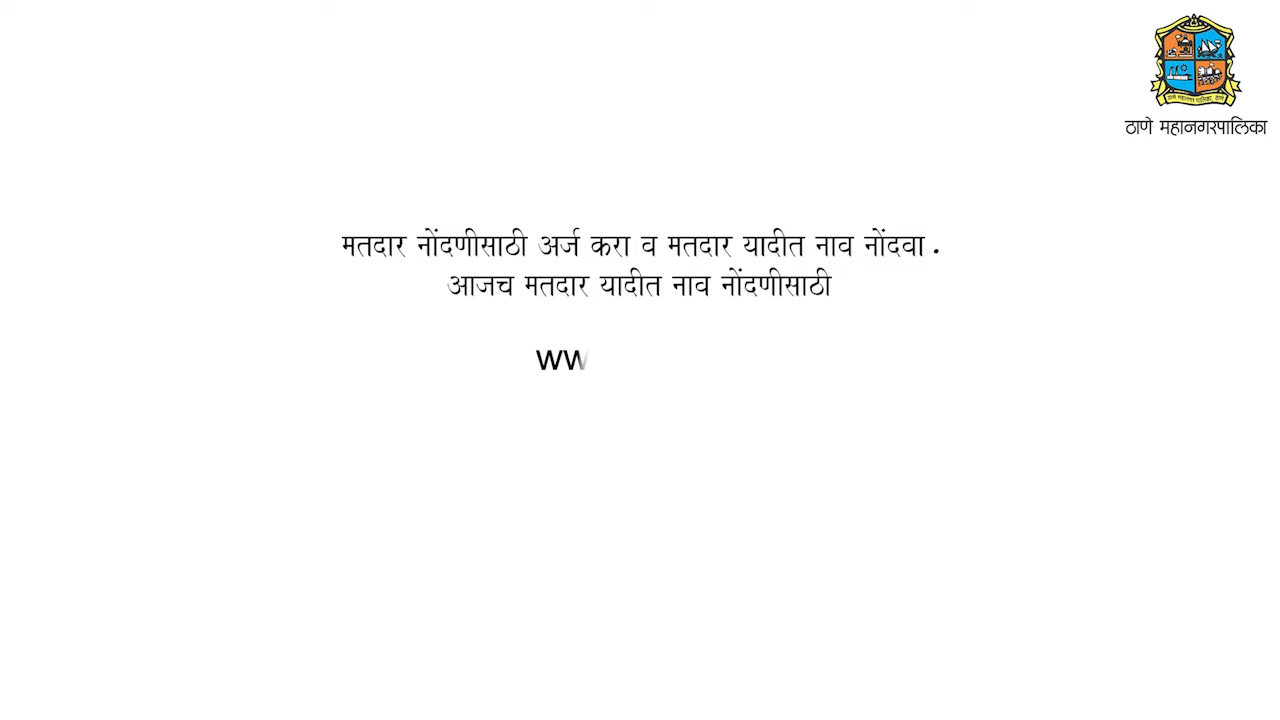 ठाणे महानगरपालिका
मतदार नोंदणीसाठी अर्ज करा व मतदार यादीत नाव नोंदवा.
आजच मतदार यादीत नाव नोंदणीसाठी
ww